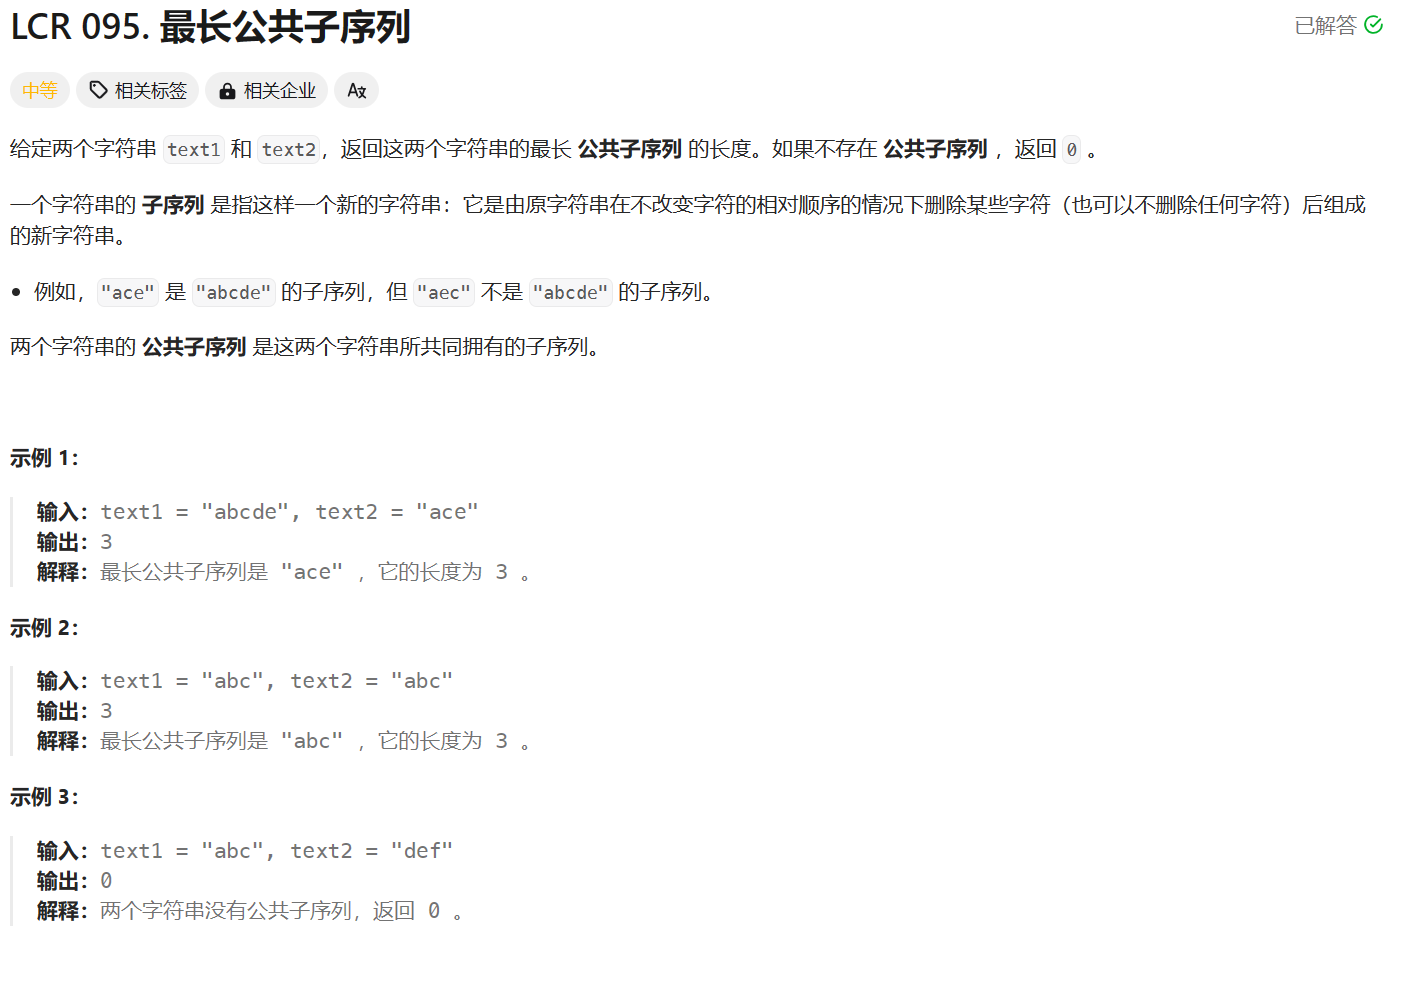 LCR 095. 最长公共子序列
已解答
中等
相关标签
相关企业
给定两个字符串 text1 和 text2，返回这两个字符串的最长 公共子序列 的长度。如果不存在 公共子序列 ，返回 0 。
一个字符串的 子序列 是指这样一个新的字符串：它是由原字符串在不改变字符的相对顺序的情况下删除某些字符（也可以不删除任何字符）后组成
的新字符串。
例如，"ace" 是 "abcde" 的子序列，但 "aec" 不是 "abcde" 的子序列。
两个字符串的 公共子序列 是这两个字符串所共同拥有的子序列。
示例 1：
输入：text1 = "abcde", text2 = "ace"
输出：3
解释：最长公共子序列是 "ace" ，它的长度为 3 。
示例 2：
输入：text1 = "abc", text2 = "abc"
输出：3
解释：最长公共子序列是 "abc" ，它的长度为 3 。
示例 3：
输入：text1 = "abc", text2 = "def"
输出：0
解释：两个字符串没有公共子序列，返回 0 。